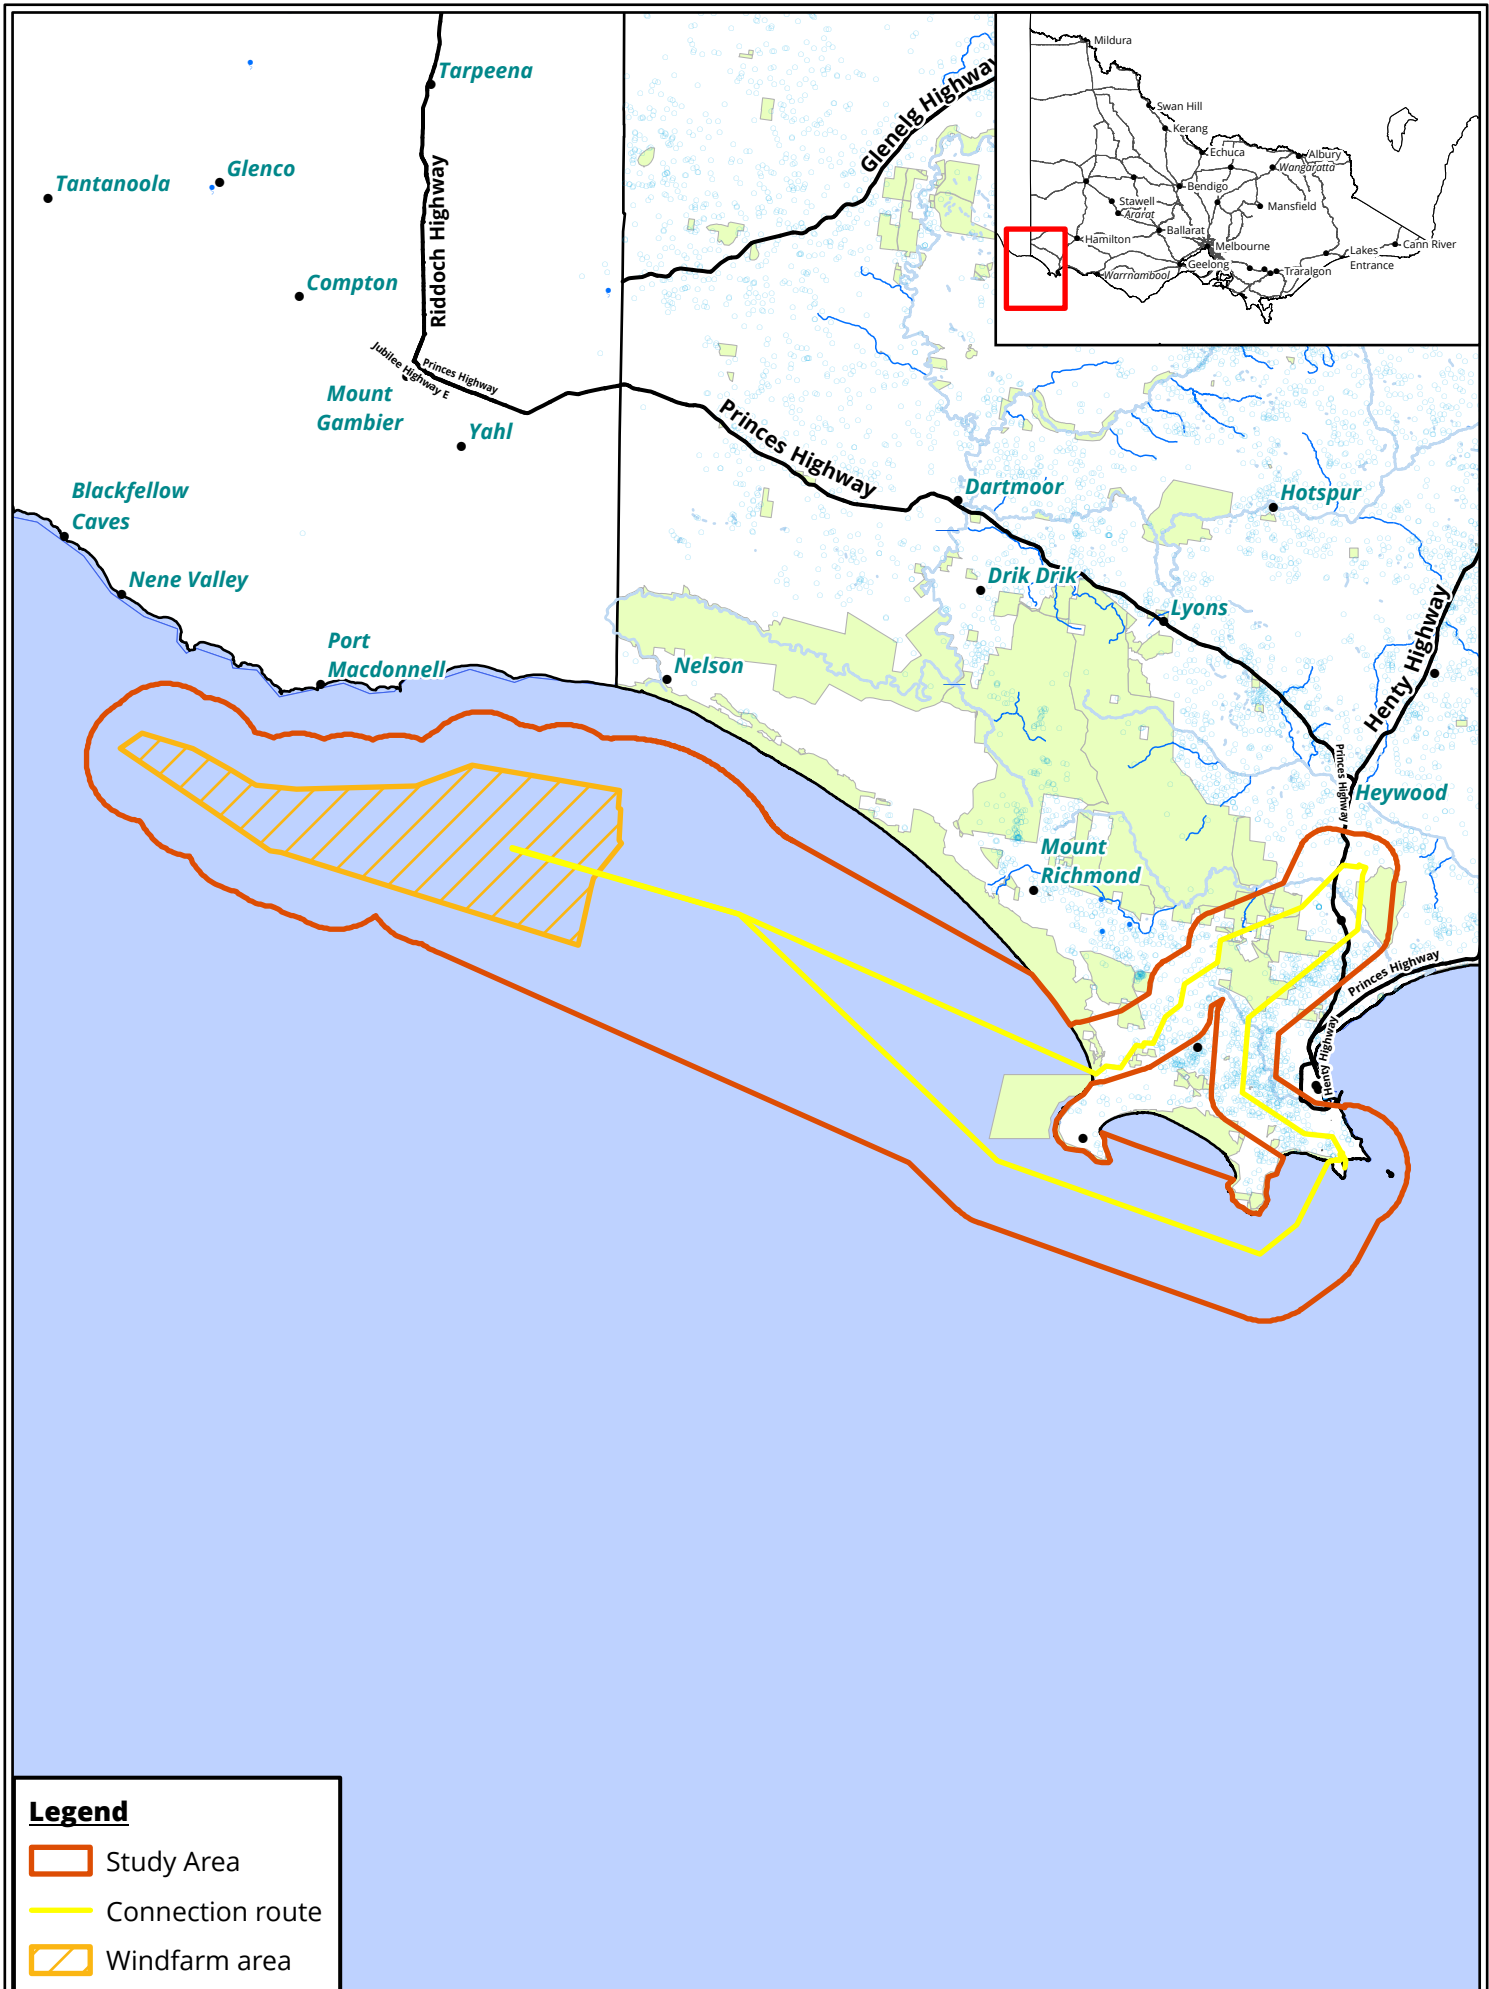 Tarpeena
Glenelg Highway
Glenco
Tantanoola
Riddoch Highway
Compton
Jubilee Highway E
Princes Highway
Mount
Gambier
Yahl
Princes Highway
Dartmoor
Hotspur
Blackfellow
Caves
Nene Valley
Drik Drik
Lyons
Henty Highway
Port
Macdonnell
Nelson
Princes Highway
Heywood
Mount
Richmond
Princes Highway
Henty Highway
Mildura
Swan Hill
Kerang
Echuca
Albury
Wangaratta
Bendigo
Stawell
Ararat
Mansfield
Ballarat
Hamilton
Melbourne
Cann River
Lakes
Entrance
Geelong
Traralgon
Warrnambool
Legend
Study Area
Connection route
Windfarm area